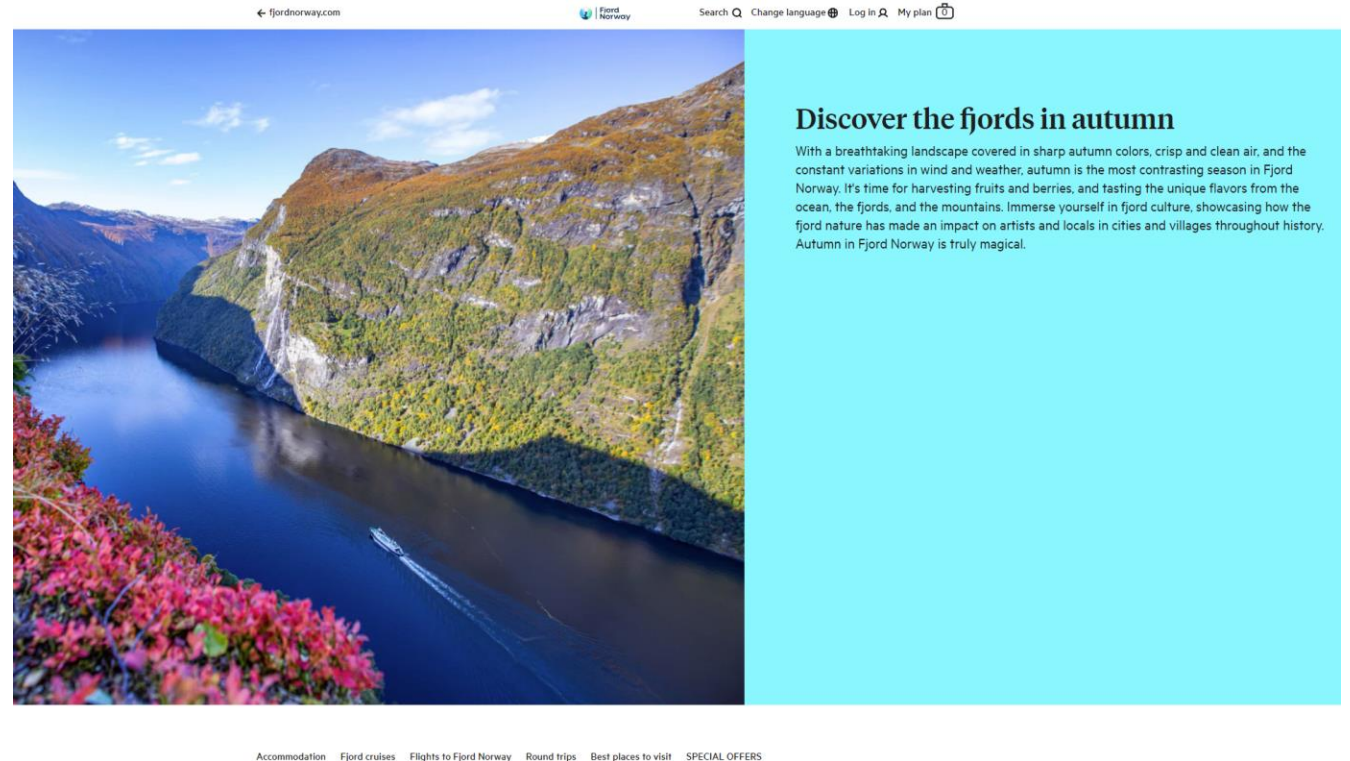 fjordnorway.com
Fjord
Norway
Search
Change language
Log in
My plan
0
Discover the fjords in autumn
With a breathtaking landscape covered in sharp autumn colors, crisp and clean air, and the
constant variations in wind and weather, autumn is the most contrasting season in Fjord
Norway. It's time for harvesting fruits and berries, and tasting the unique flavors from the
ocean, the fjords, and the mountains. Immerse yourself in fjord culture, showcasing how the
fjord nature has made an impact on artists and locals in cities and villages throughout history.
Autumn in Fjord Norway is truly magical.
Accommodation Fjord cruises Flights to Fjord Norway Round trips Best places to visit SPECIAL OFFERS